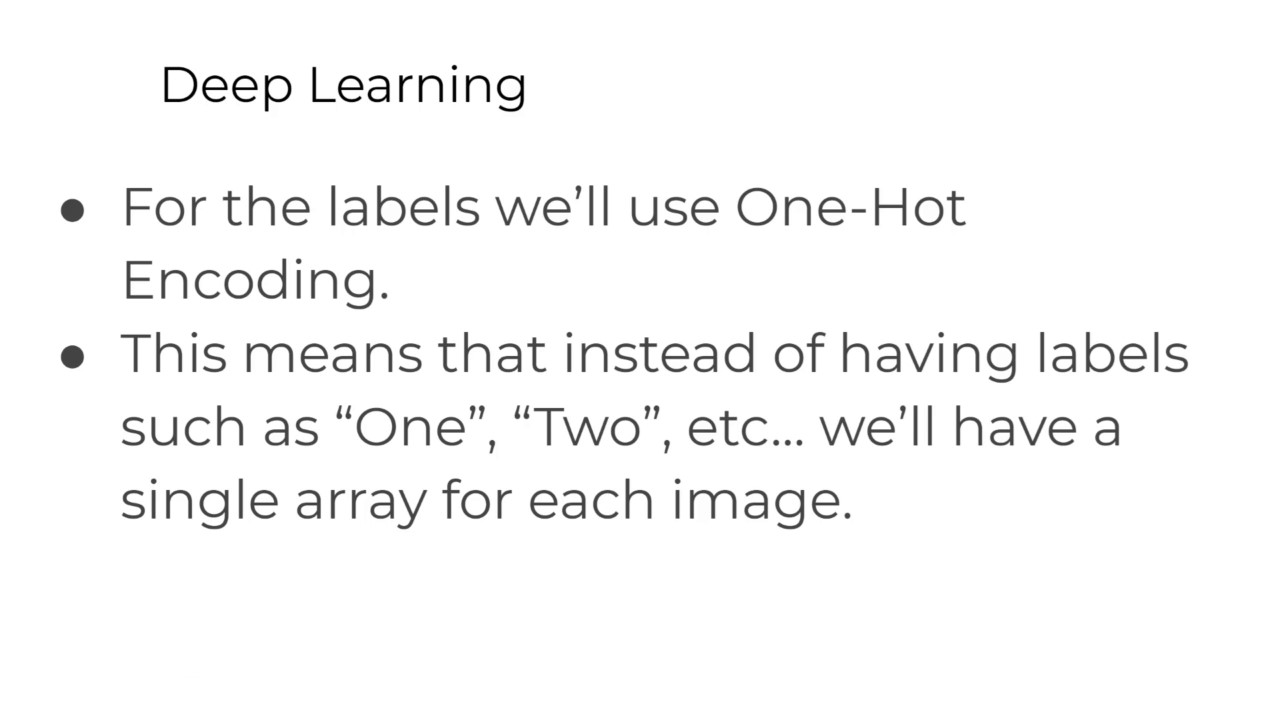 Deep Learning
● For the labels we’ll use One-Hot
Encoding.
● This means that instead of having labels
such as “One”, “Two”, etc... we’ll have a
single array for each image.